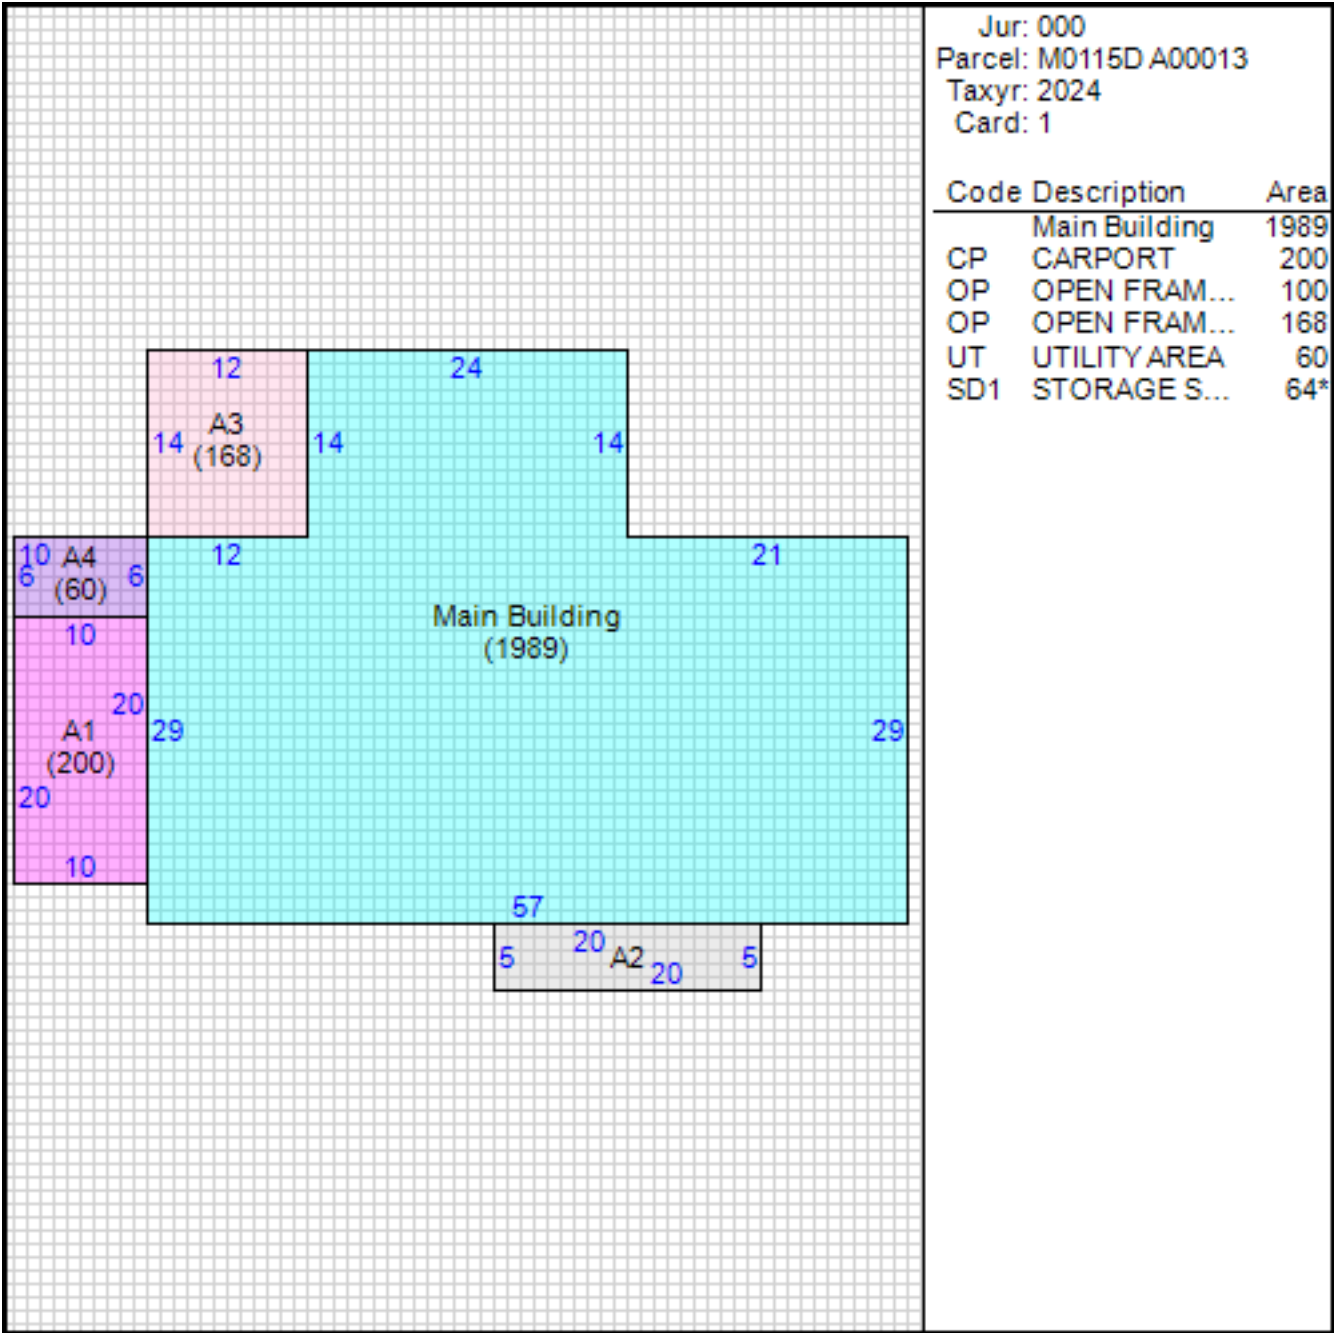 Jur: 000
Parcel: M0115D A00013
Taxyr: 2024
Card: 1
Code Description Area
Main Building 1989
CP CARPORT 200
OP OPEN FRAM... 100
OP OPEN FRAM... 168
UT UTILITY AREA 60
SD1 STORAGE S... 64*
12
24
A3
14
(168)
14
14
10
A4
12
21
6
(60)
6
Main Building
10
(1989)
20
A1
29
29
(200)
20
10
57
20
5
A2
5
20